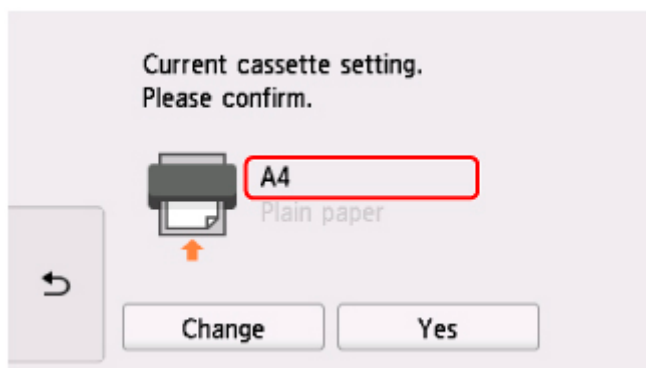 Current cassette setting.
Please confirm.
A4
Plain paper
Change
Yes